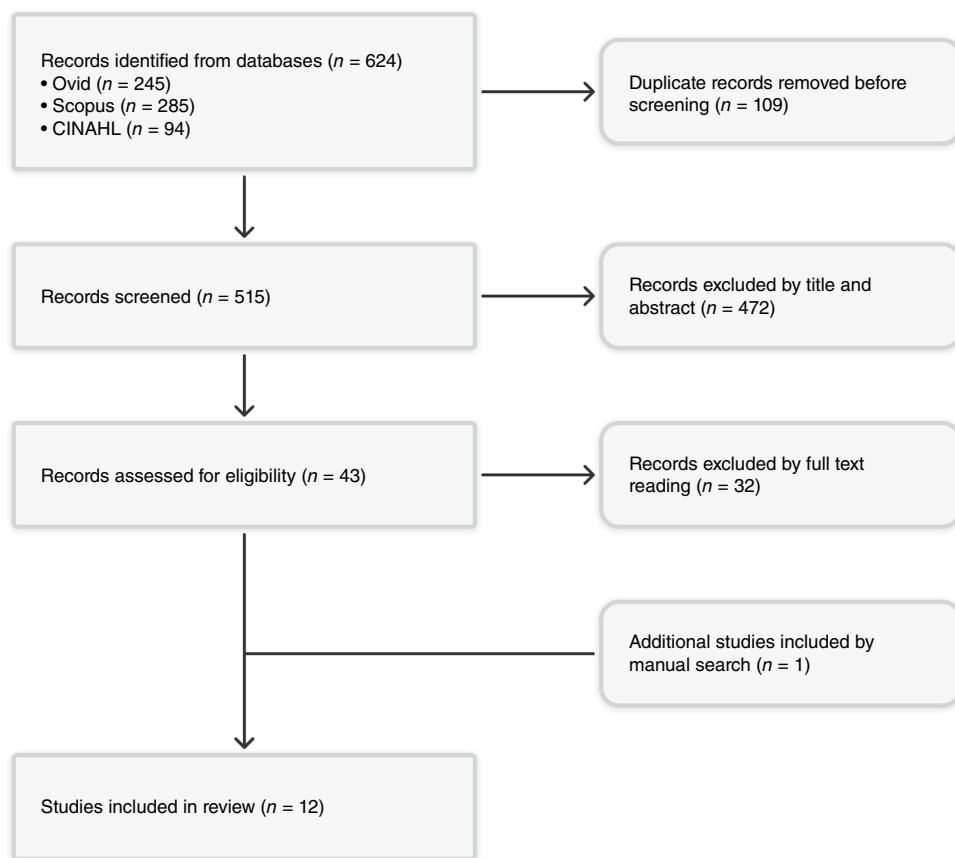 Records identified from databases (n = 624)
• Ovid (n = 245)
• Scopus (n = 285)
• CINAHL (n = 94)
Duplicate records removed before
screening (n = 109)
Records screened (n = 515)
Records excluded by title and
abstract (n = 472)
Records assessed for eligibility (n = 43)
Records excluded by full text
reading (n = 32)
Additional studies included by
manual search (n = 1)
Studies included in review (n = 12)